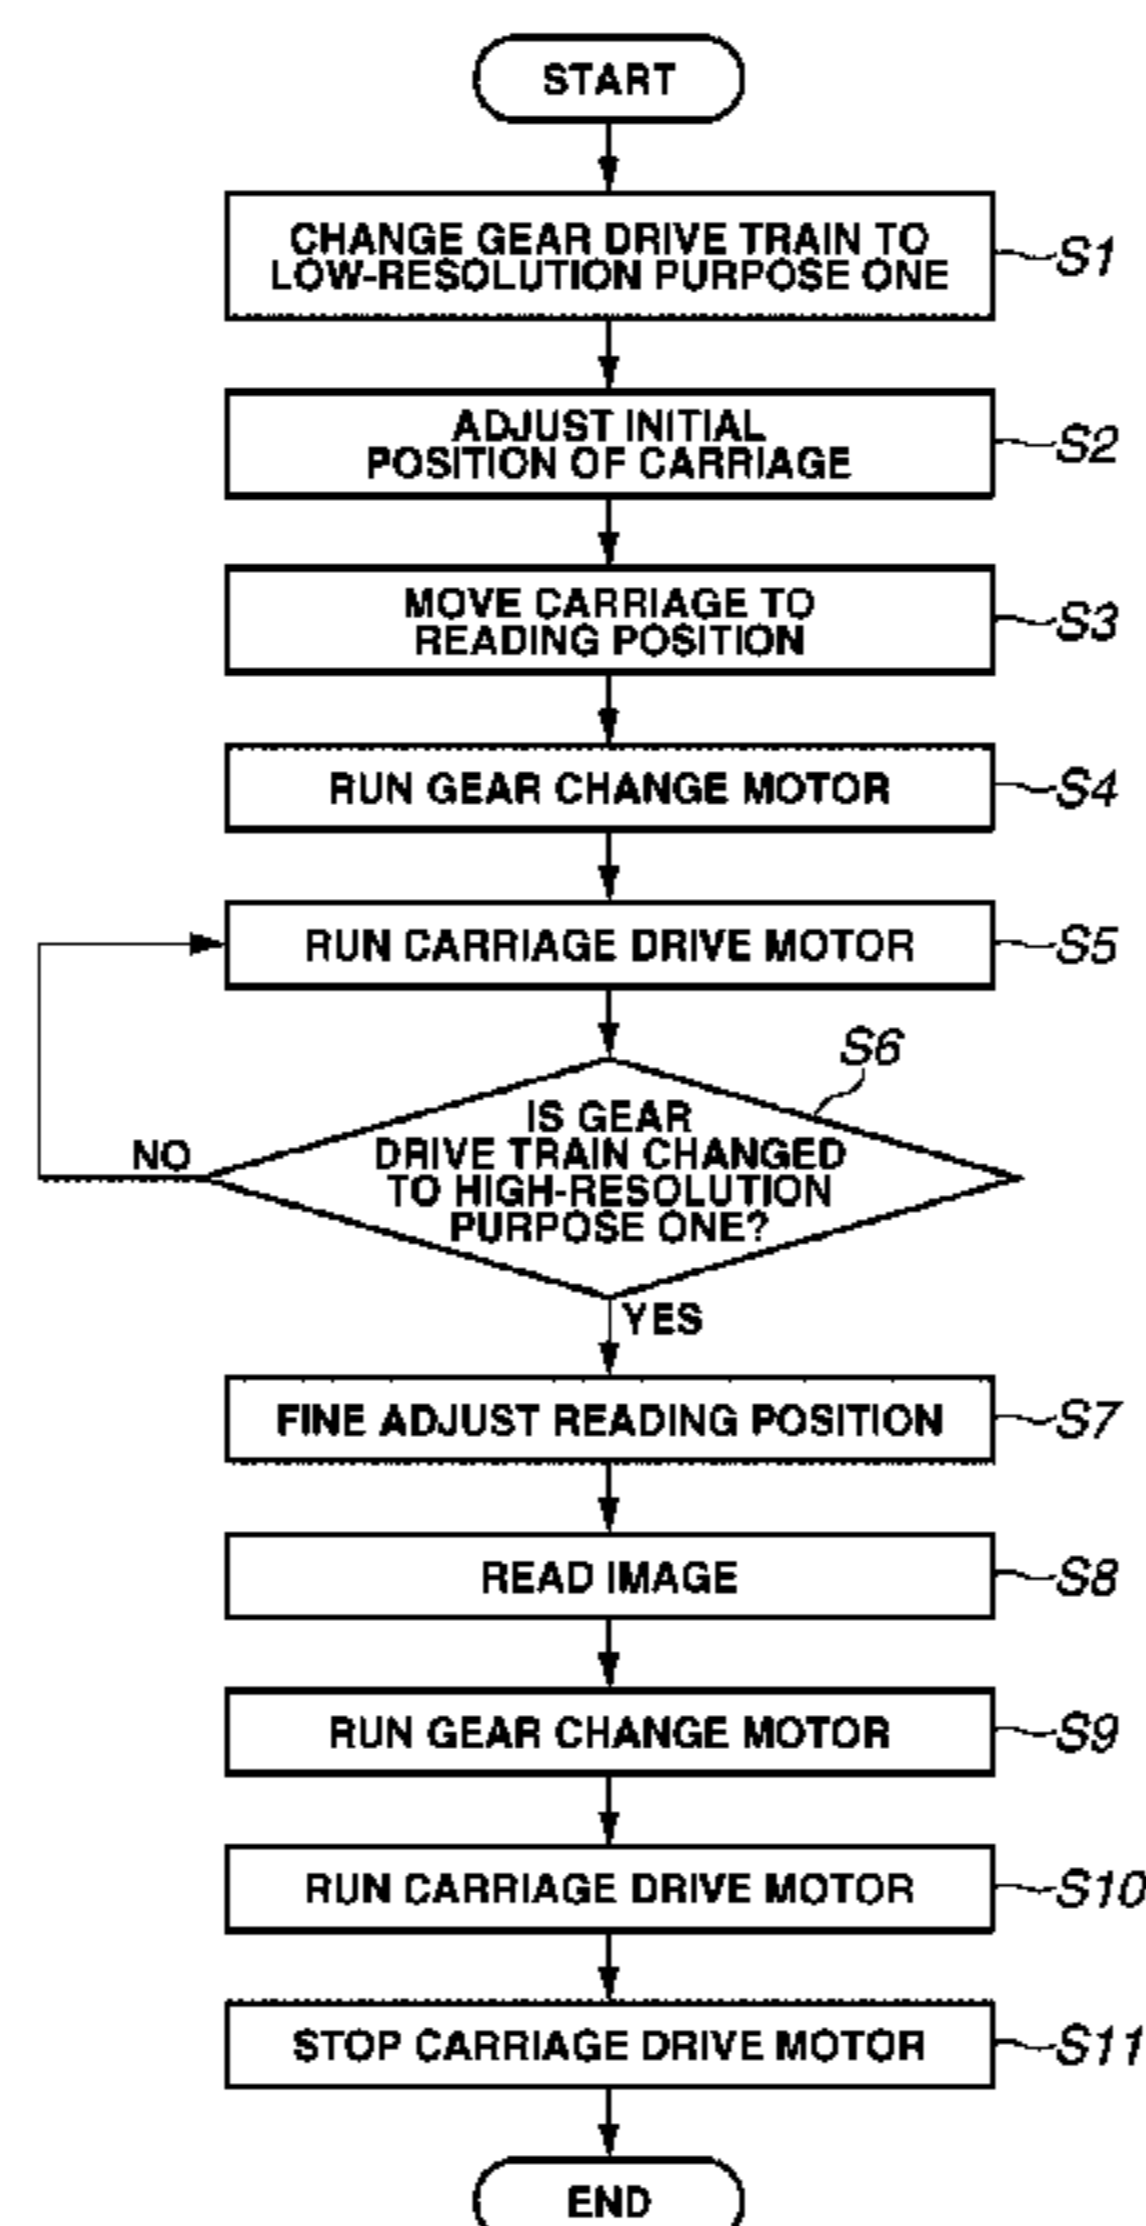 START
CHANGE GEAR DRIVE TRAIN TO
LOW-RESOLUTION PURPOSE ONE
S1
ADJUST INITIAL
POSITION OF CARRIAGE
S2
MOVE CARRIAGE TO
READING POSITION
S3
RUN GEAR CHANGE MOTOR
S4
RUN CARRIAGE DRIVE MOTOR
S5
S6
IS GEAR
DRIVE TRAIN CHANGED
TO HIGH-RESOLUTION
PURPOSE ONE?
NO
YES
FINE ADJUST READING POSITION
S7
READ IMAGE
S8
RUN GEAR CHANGE MOTOR
S9
RUN CARRIAGE DRIVE MOTOR
S10
STOP CARRIAGE DRIVE MOTOR
S11
END